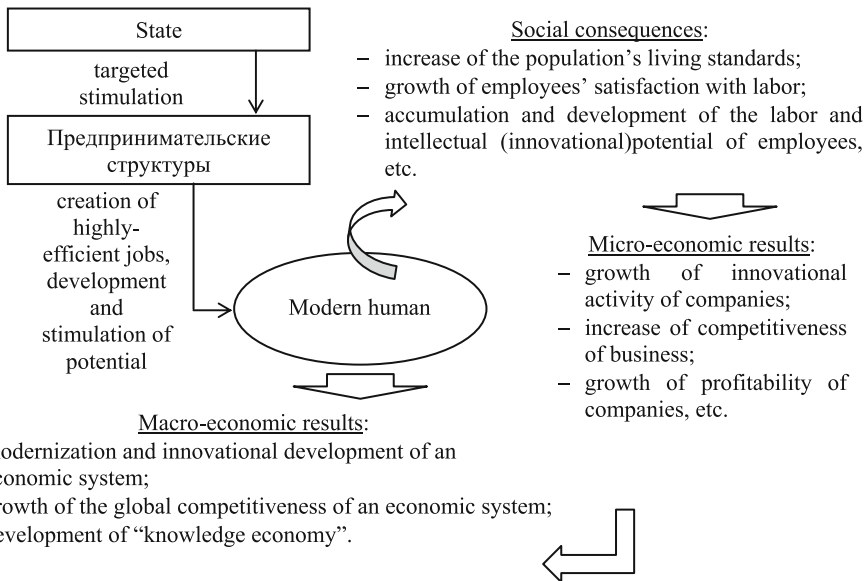 State
targeted
stimulation
Предпринимательские
структуры
creation of
highly-
efficient jobs,
development
and
stimulation of
potential
Modern human
Social consequences:
– increase of the population’s living standards;
– growth of employees’ satisfaction with labor;
– accumulation and development of the labor and
intellectual (innovational)potential of employees,
etc.
Micro-economic results:
– growth of innovational
activity of companies;
– increase of competitiveness
of business;
– growth of profitability of
companies, etc.
Macro-economic results:
odernization and innovational development of an
conomic system;
rowth of the global competitiveness of an economic system;
evelopment of “knowledge economy”.